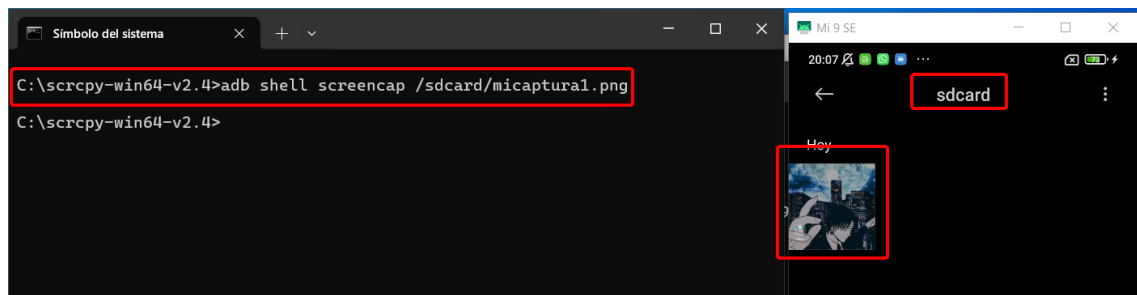 Símbolo del sistema
C:\scrcpy-win64-v2.4>adb shell screencap /sdcard/micaptura1.png
C:\scrcpy-win64-v2.4>
Mi 9 SE
20:07 ... 73
sdcard
Hoy